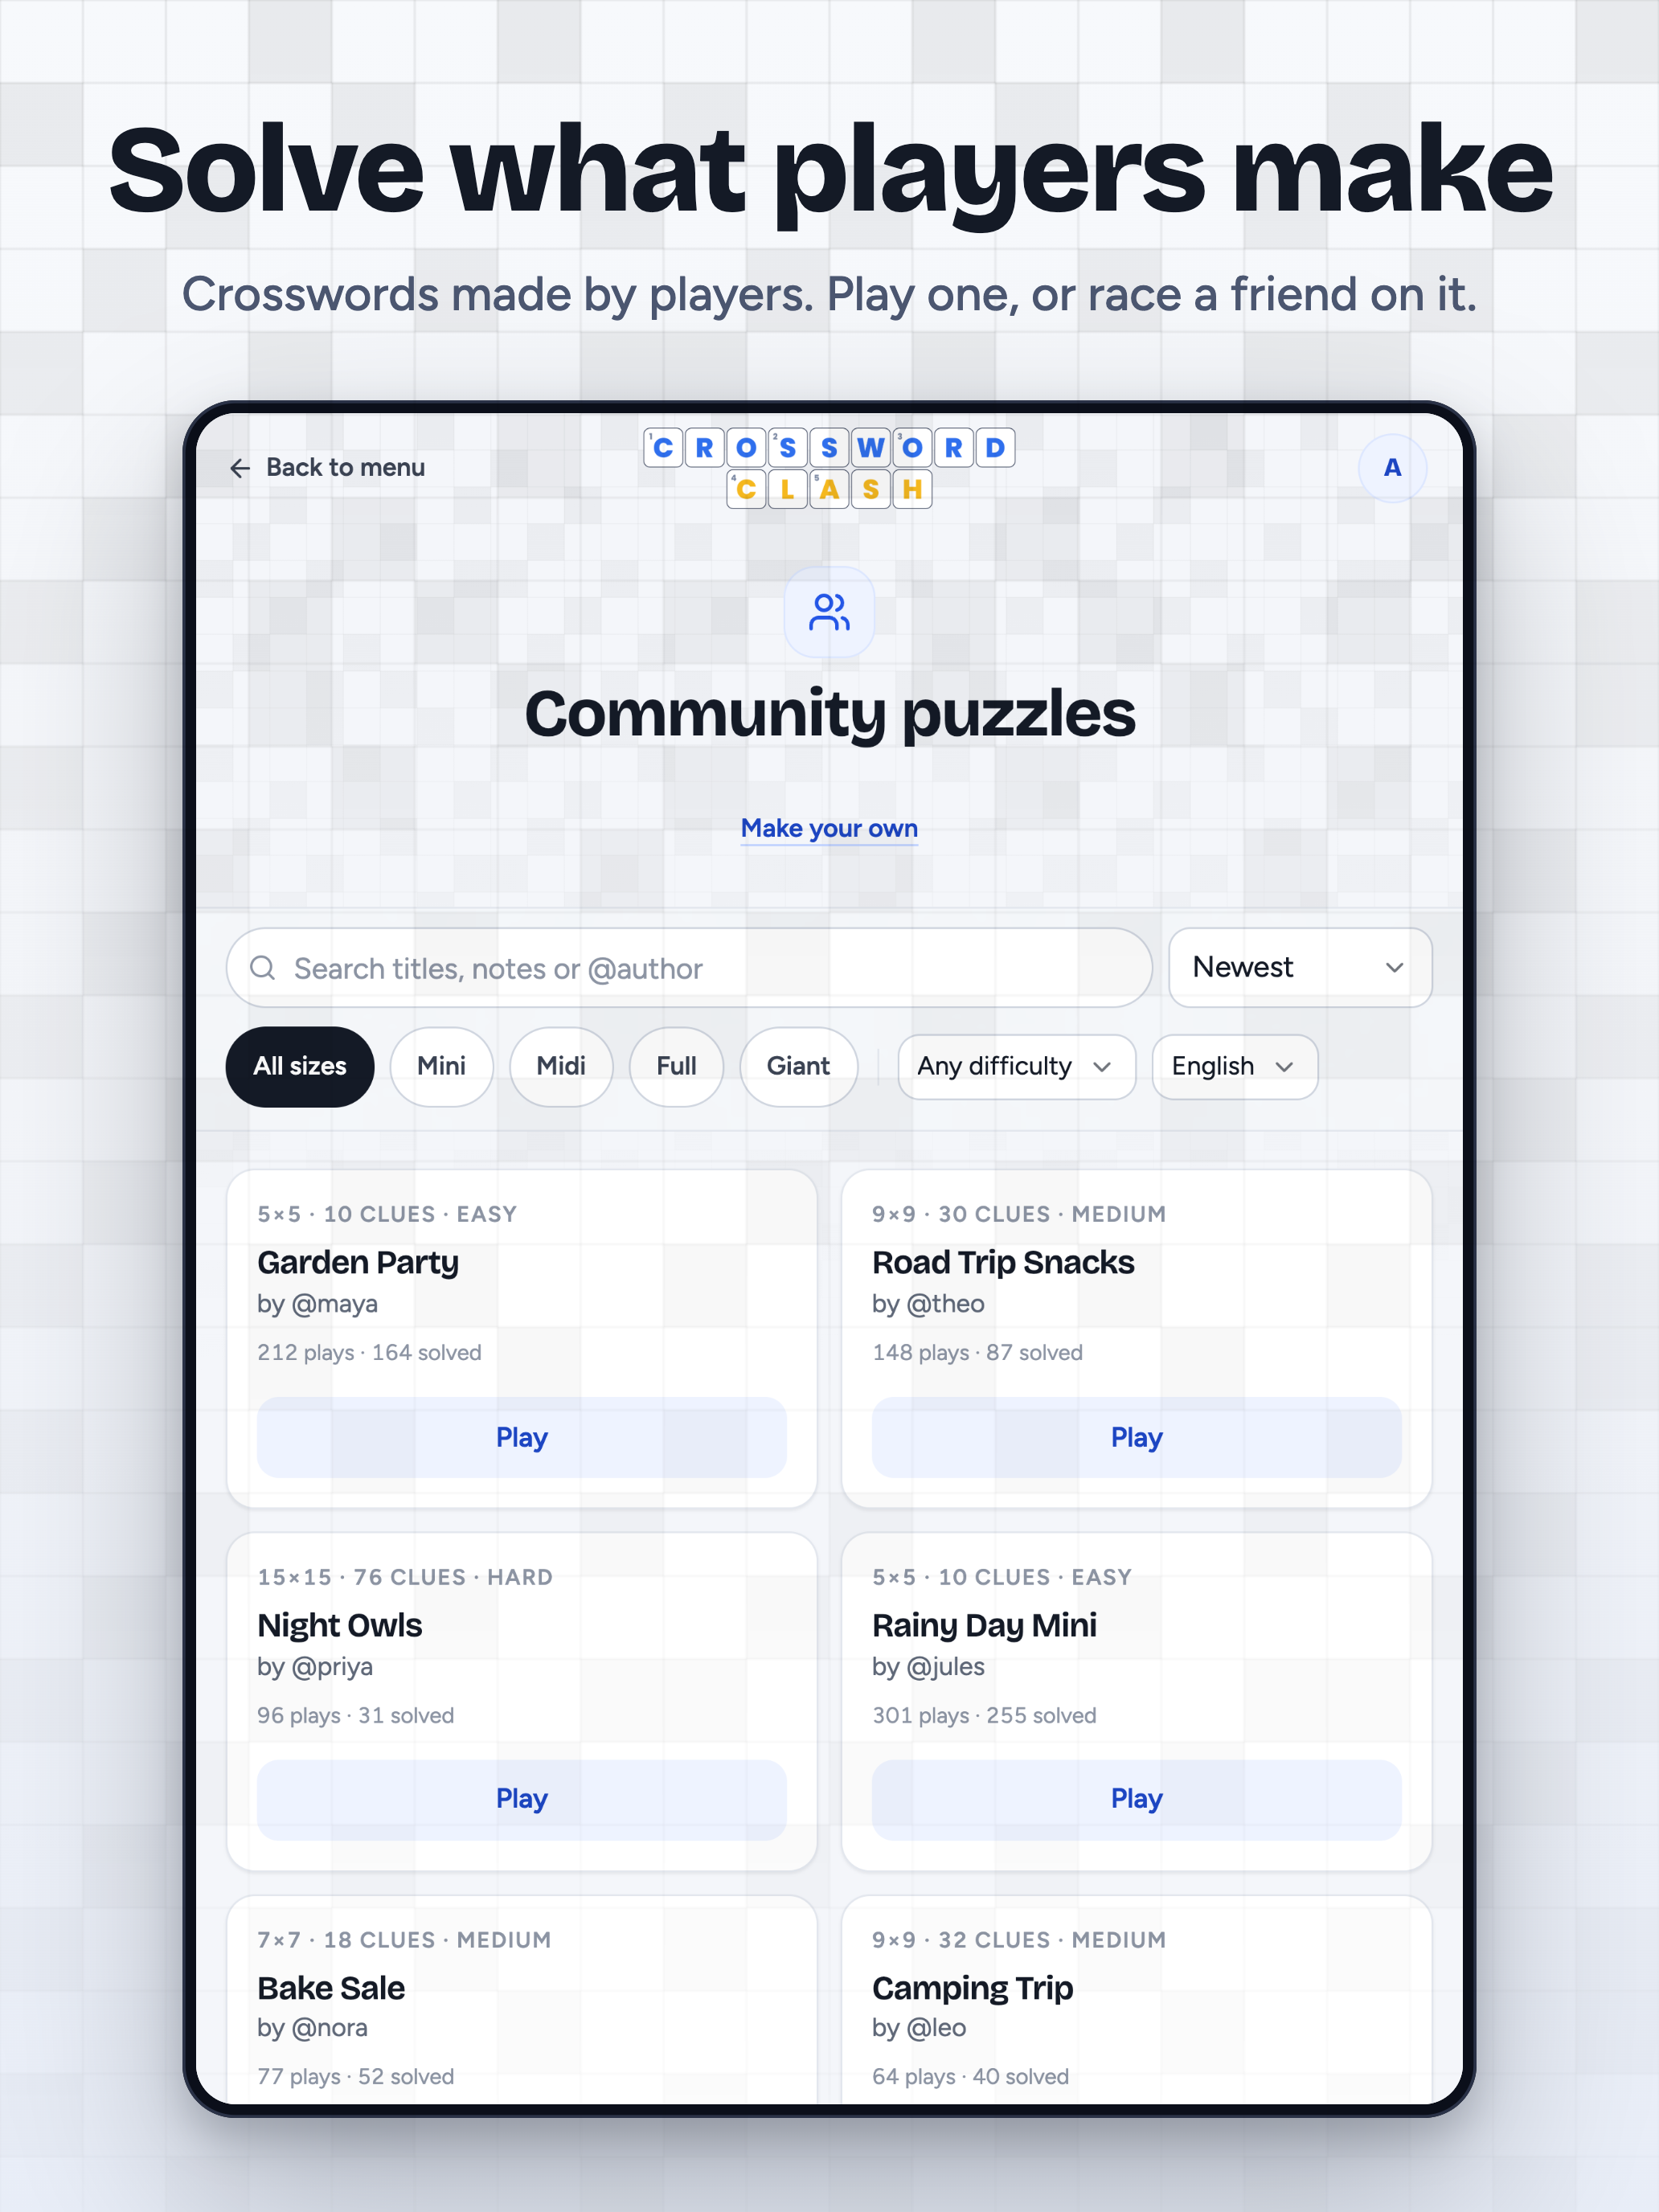 Solve what players make
Crosswords made by players. Play one, or race a friend on it.
Back to menu
1C R O 2S S W 3O R D
4C L 5A S H
A
Community puzzles
Make your own
Search titles, notes or @author
Newest
All sizes Mini Midi Full Giant Any difficulty English
5×5 · 10 CLUES · EASY
Garden Party
by @maya
212 plays · 164 solved
Play
9×9 · 30 CLUES · MEDIUM
Road Trip Snacks
by @theo
148 plays · 87 solved
Play
15×15 · 76 CLUES · HARD
Night Owls
by @priya
96 plays · 31 solved
Play
5×5 · 10 CLUES · EASY
Rainy Day Mini
by @jules
301 plays · 255 solved
Play
7×7 · 18 CLUES · MEDIUM
Bake Sale
by @nora
77 plays · 52 solved
9×9 · 32 CLUES · MEDIUM
Camping Trip
by @leo
64 plays · 40 solved